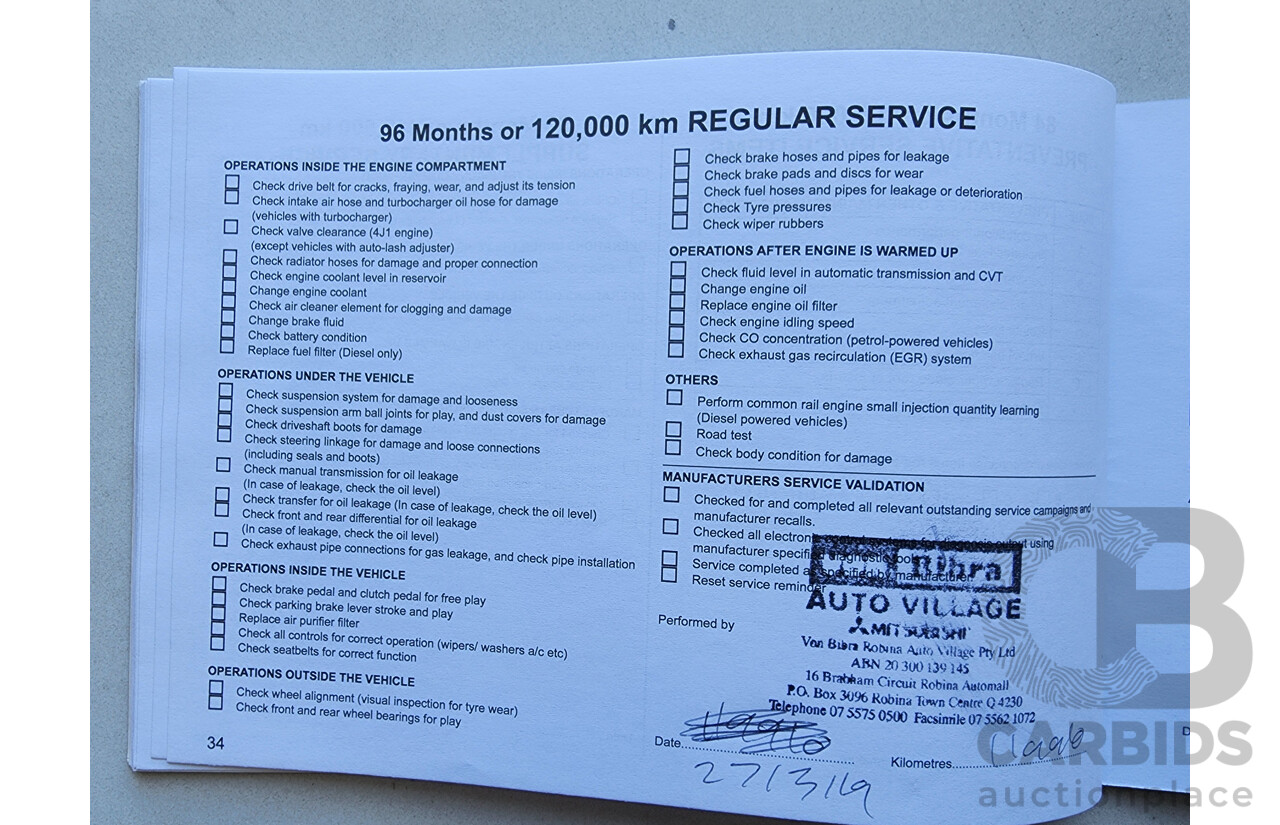 96 Months or 120,000 km REGULAR SERVICE
OPERATIONS INSIDE THE ENGINE COMPARTMENT
Check drive belt for cracks, fraying, wear, and adjust its tension
Check intake air hose and turbocharger oil hose for damage
(vehicles with turbocharger)
Check valve clearance (4J1 engine)
(except vehicles with auto-lash adjuster)
Check radiator hoses for damage and proper connection
Check engine coolant level in reservoir
Change engine coolant
Check air cleaner element for clogging and damage
Change brake fluid
Check battery condition
Replace fuel filter (Diesel only)
OPERATIONS UNDER THE VEHICLE
Check suspension system for damage and looseness
Check suspension arm ball joints for play, and dust covers for damage
Check driveshaft boots for damage
Check steering linkage for damage and loose connections
(including seals and boots)
Check manual transmission for oil leakage
(In case of leakage, check the oil level)
Check transfer for oil leakage (In case of leakage, check the oil level)
Check front and rear differential for oil leakage
(In case of leakage, check the oil level)
Check exhaust pipe connections for gas leakage, and check pipe installation
OPERATIONS INSIDE THE VEHICLE
Check brake pedal and clutch pedal for free play
Check parking brake lever stroke and play
Replace air purifier filter
Check all controls for correct operation (wipers/ washers a/c etc)
Check seatbelts for correct function
OPERATIONS OUTSIDE THE VEHICLE
Check wheel alignment (visual inspection for tyre wear)
Check front and rear wheel bearings for play
34
Check brake hoses and pipes for leakage
Check brake pads and discs for wear
Check fuel hoses and pipes for leakage or deterioration
Check Tyre pressures
Check wiper rubbers
OPERATIONS AFTER ENGINE IS WARMED UP
Check fluid level in automatic transmission and CVT
Change engine oil
Replace engine oil filter
Check engine idling speed
Check CO concentration (petrol-powered vehicles)
Check exhaust gas recirculation (EGR) system
OTHERS
Perform common rail engine small injection quantity learning
(Diesel powered vehicles)
Road test
Check body condition for damage
MANUFACTURERS SERVICE VALIDATION
Checked for and completed all relevant outstanding service campaigns and
manufacturer recalls.
Checked all electronic control systems for diagnosis output using
manufacturer specified diagnostic
Service completed as specified by manufacturer
Reset service reminder
Bibra
AUTO VILLAGE
MITSUBISHI
Von Bibra Robina Auto Village Pty Ltd
ABN 20 300 139 145
16 Brabham Circuit Robina Automall
P.O. Box 3096 Robina Town Centre Q 4230
Telephone 07 5575 0500 Facsimile 07 5562 1072
Performed by
Date
Kilometres
27/3/19
CARBIDS
auctionplace